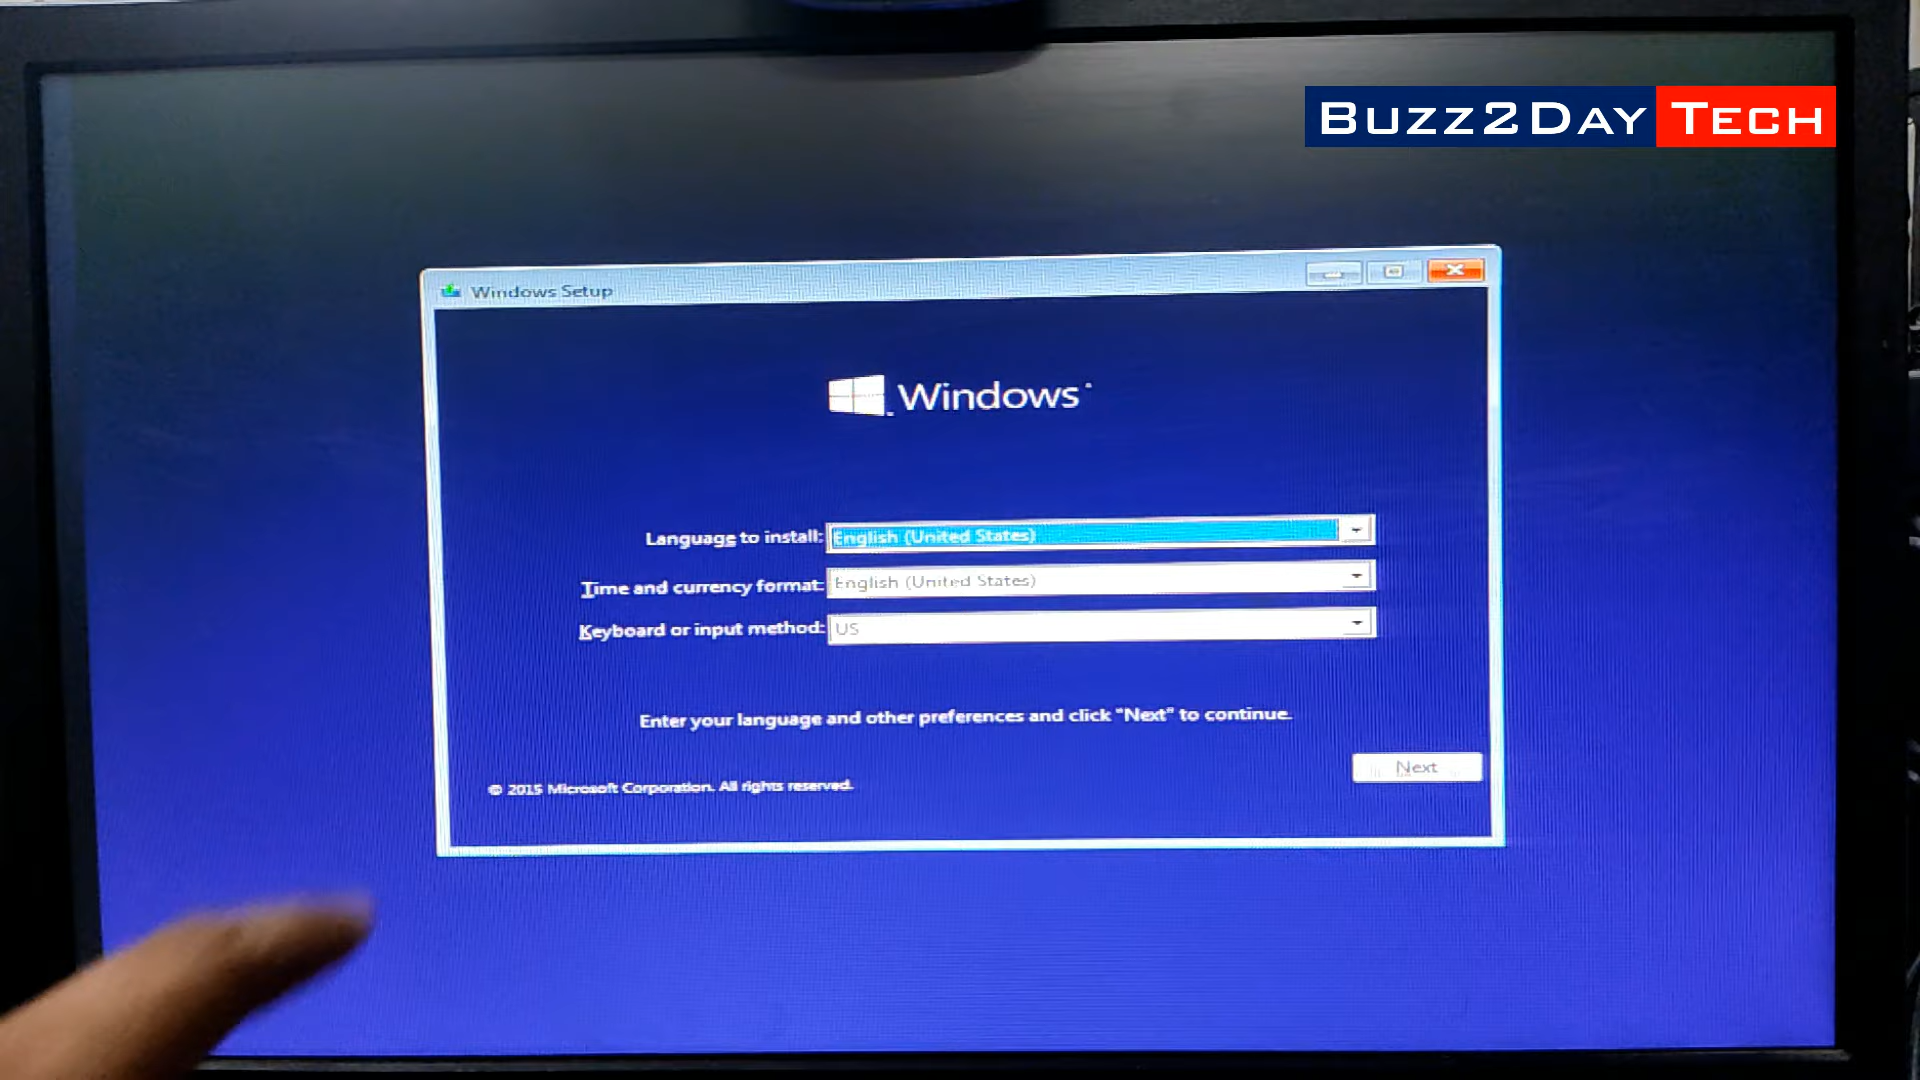 Buzz2Day Tech
Windows Setup
Windows
Language to install: English (United States)
Time and currency format: English (United States)
Keyboard or input method: US
Enter your language and other preferences and click "Next" to continue.
Next
© 2015 Microsoft Corporation. All rights reserved.